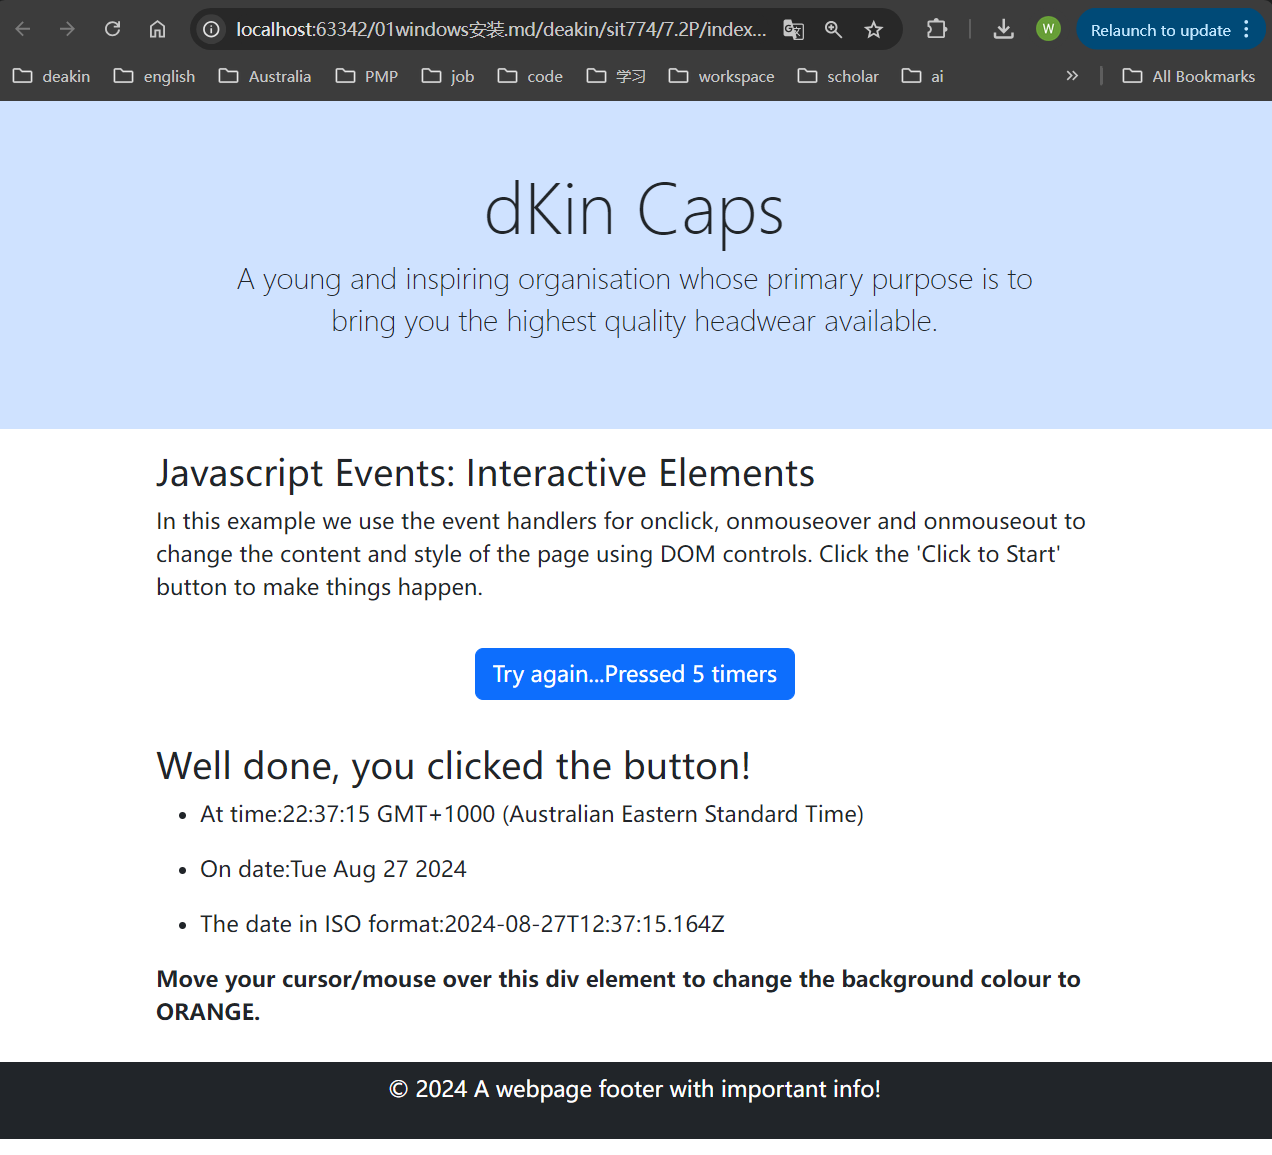 localhost:63342/01windows安装.md/deakin/sit774/7.2P/index...
W
Relaunch to update
deakin
english
Australia
PMP
job
code
学习
workspace
scholar
ai
»
All Bookmarks
dKin Caps
A young and inspiring organisation whose primary purpose is to
bring you the highest quality headwear available.
Javascript Events: Interactive Elements
In this example we use the event handlers for onclick, onmouseover and onmouseout to
change the content and style of the page using DOM controls. Click the 'Click to Start'
button to make things happen.
Try again...Pressed 5 timers
Well done, you clicked the button!
• At time:22:37:15 GMT+1000 (Australian Eastern Standard Time)
• On date:Tue Aug 27 2024
• The date in ISO format:2024-08-27T12:37:15.164Z
Move your cursor/mouse over this div element to change the background colour to
ORANGE.
© 2024 A webpage footer with important info!